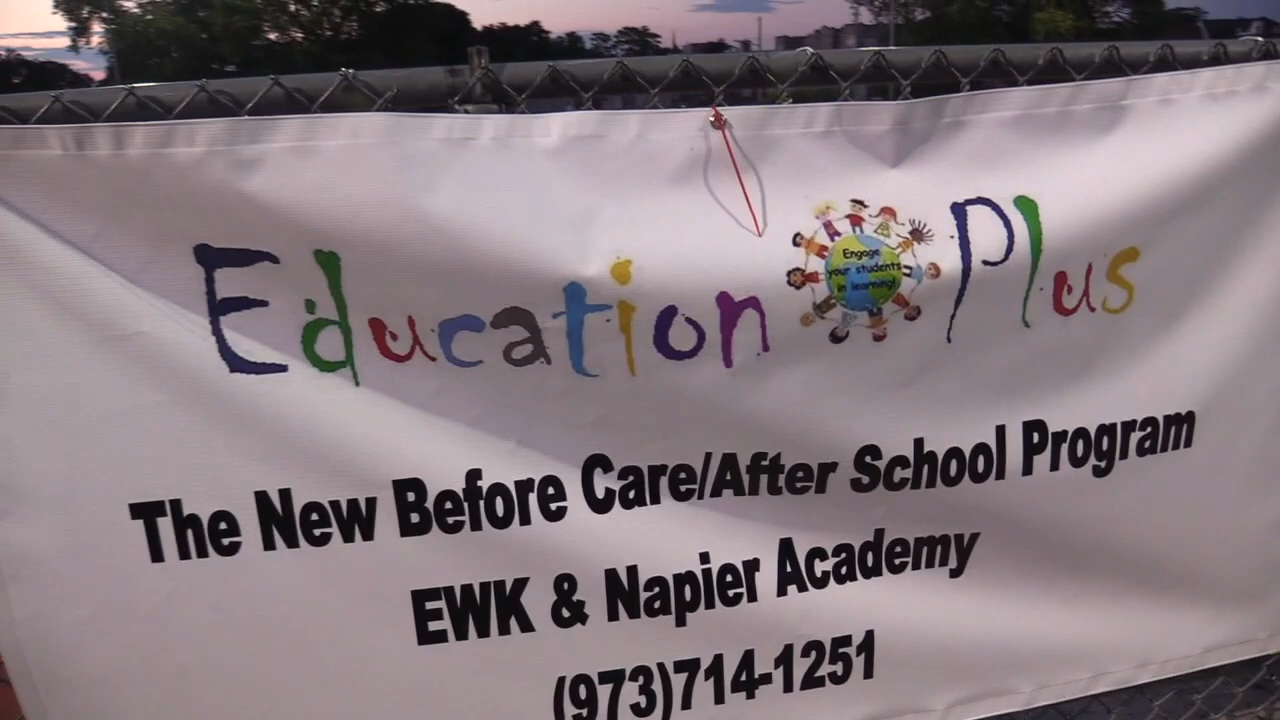 Education Plus
Engage
your students
in learning!
The New Before Care/After School Program
EWK & Napier Academy
(973)714-1251